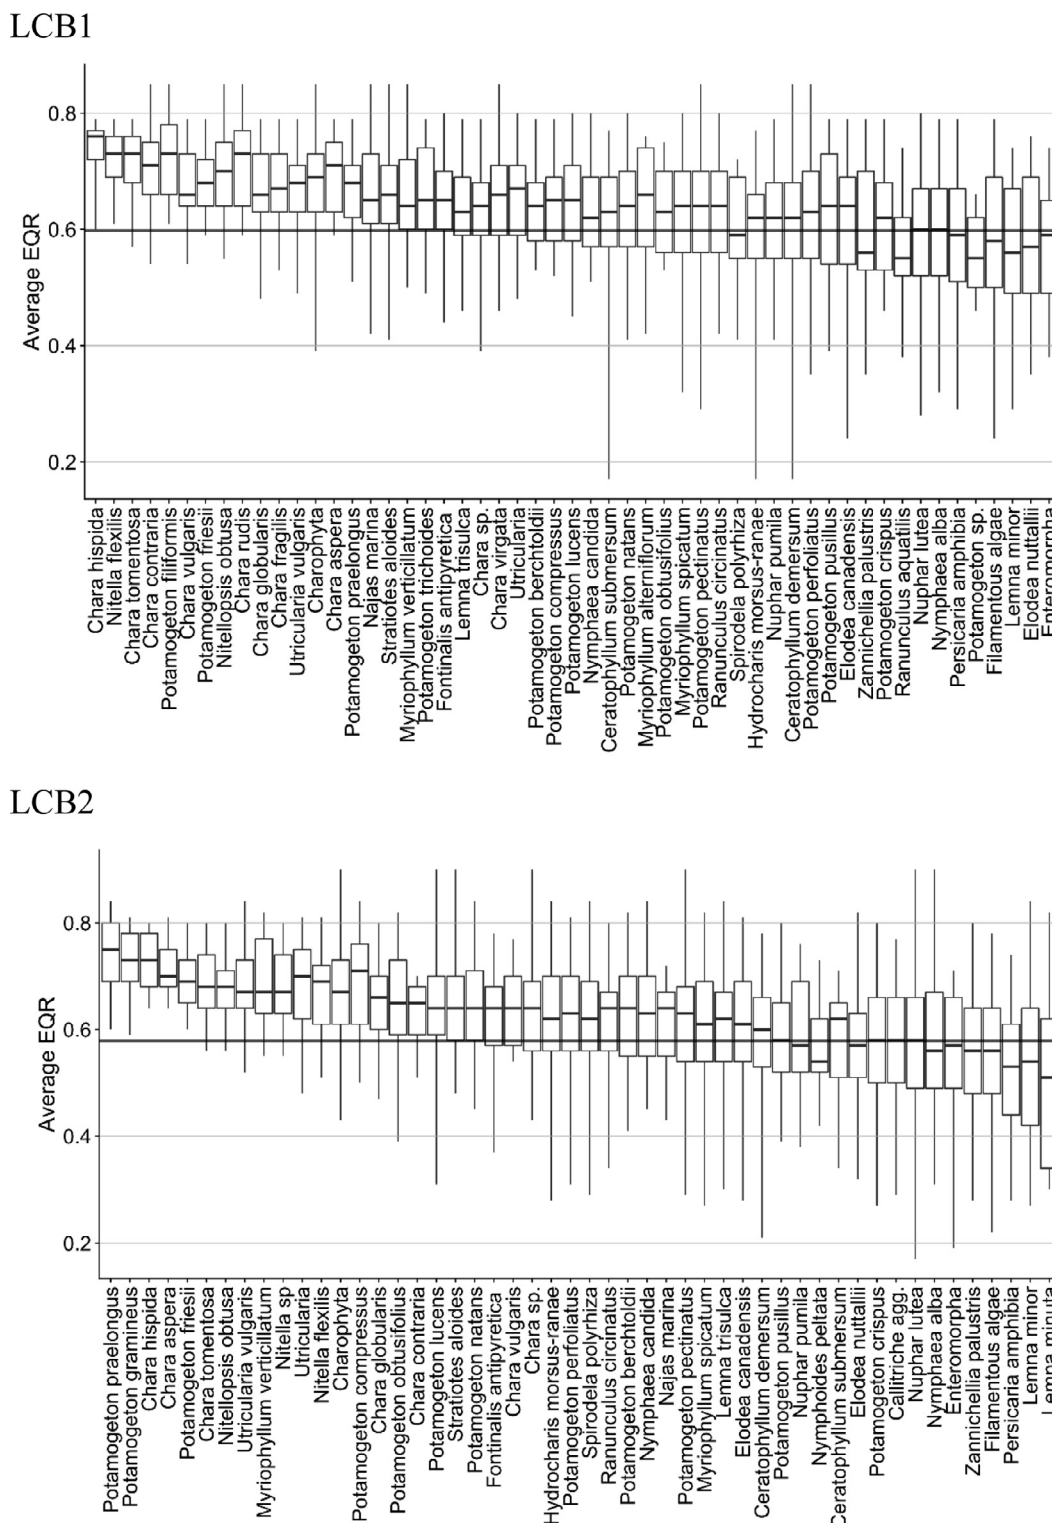 LCB1
Average EQR
0.8
0.6
0.4
0.2
Chara hispida
Nitella flexilis
Chara tomentosa
Chara contraria
Potamogeton filiformis
Chara vulgaris
Potamogeton friesii
Nitellopsis obtusa
Chara rudis
Chara globularis
Chara fragilis
Utricularia vulgaris
Charophyta
Chara aspera
Potamogeton praelongus
Najas marina
Stratiotes aloides
Myriophyllum verticillatum
Potamogeton trichoides
Fontinalis antipyretica
Lemna trisulca
Chara sp.
Chara virgata
Utricularia
Potamogeton berchtoldii
Potamogeton compressus
Potamogeton lucens
Nymphaea candida
Ceratophyllum submersum
Potamogeton natans
Myriophyllum alterniflorum
Potamogeton obtusifolius
Myriophyllum spicatum
Potamogeton pectinatus
Ranunculus circinatus
Spirodela polyrhiza
Hydrocharis morsus-ranae
Nuphar pumila
Ceratophyllum demersum
Potamogeton perfoliatus
Potamogeton pusillus
Elodea canadensis
Zannichellia palustris
Potamogeton crispus
Ranunculus aquatilis
Nuphar lutea
Nymphaea alba
Persicaria amphibia
Potamogeton sp.
Filamentous algae
Lemna minor
Elodea nuttallii
LCB2
Average EQR
0.8
0.6
0.4
0.2
Potamogeton praelongus
Potamogeton gramineus
Chara hispida
Chara aspera
Potamogeton friesii
Chara tomentosa
Nitellopsis obtusa
Utricularia vulgaris
Myriophyllum verticillatum
Nitella sp
Utricularia
Nitella flexilis
Charophyta
Potamogeton compressus
Chara globularis
Potamogeton obtusifolius
Chara contraria
Potamogeton lucens
Stratiotes aloides
Potamogeton natans
Fontinalis antipyretica
Chara vulgaris
Chara sp.
Hydrocharis morsus-ranae
Potamogeton perfoliatus
Spirodela polyrhiza
Ranunculus circinatus
Potamogeton berchtoldii
Nymphaea candida
Najas marina
Potamogeton pectinatus
Myriophyllum spicatum
Lemna trisulca
Elodea canadensis
Ceratophyllum demersum
Potamogeton pusillus
Nuphar pumila
Nymphoides peltata
Ceratophyllum submersum
Elodea nuttallii
Potamogeton crispus
Callitriche agg.
Nuphar lutea
Nymphaea alba
Enteromorpha
Zannichellia palustris
Filamentous algae
Persicaria amphibia
Lemna minor